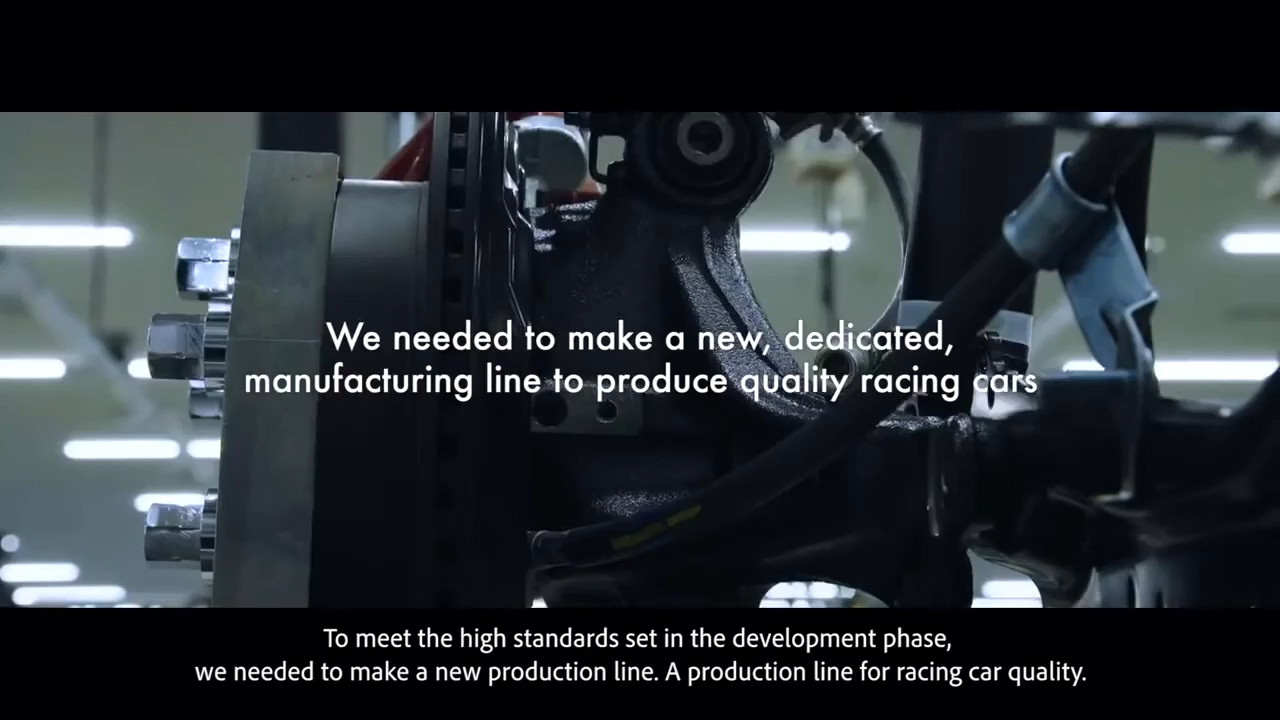 We needed to make a new, dedicated,
manufacturing line to produce quality racing cars
To meet the high standards set in the development phase,
we needed to make a new production line. A production line for racing car quality.